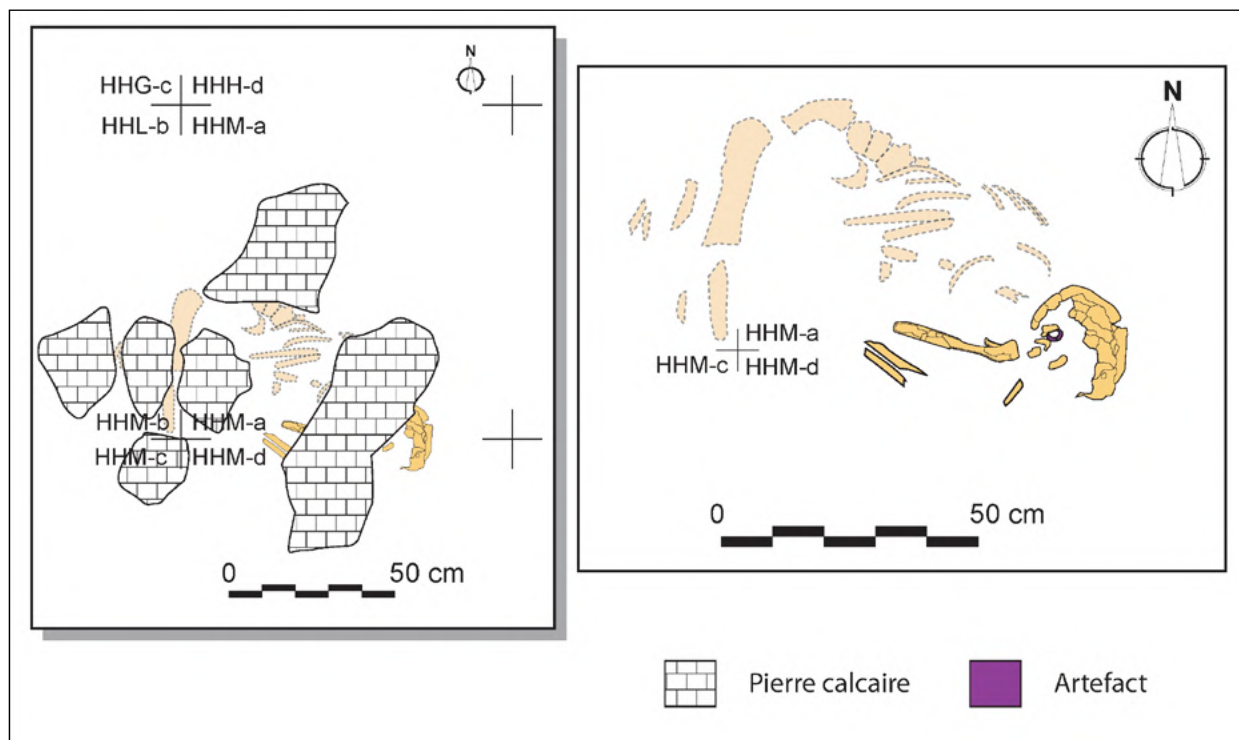 N
HHG-c HHH-d
HHL-b HHM-a
HHM-b HHM-a
HHM-c HHM-d
0 50 cm
N
HHM-a
HHM-c HHM-d
0 50 cm
Pierre calcaire Artefact